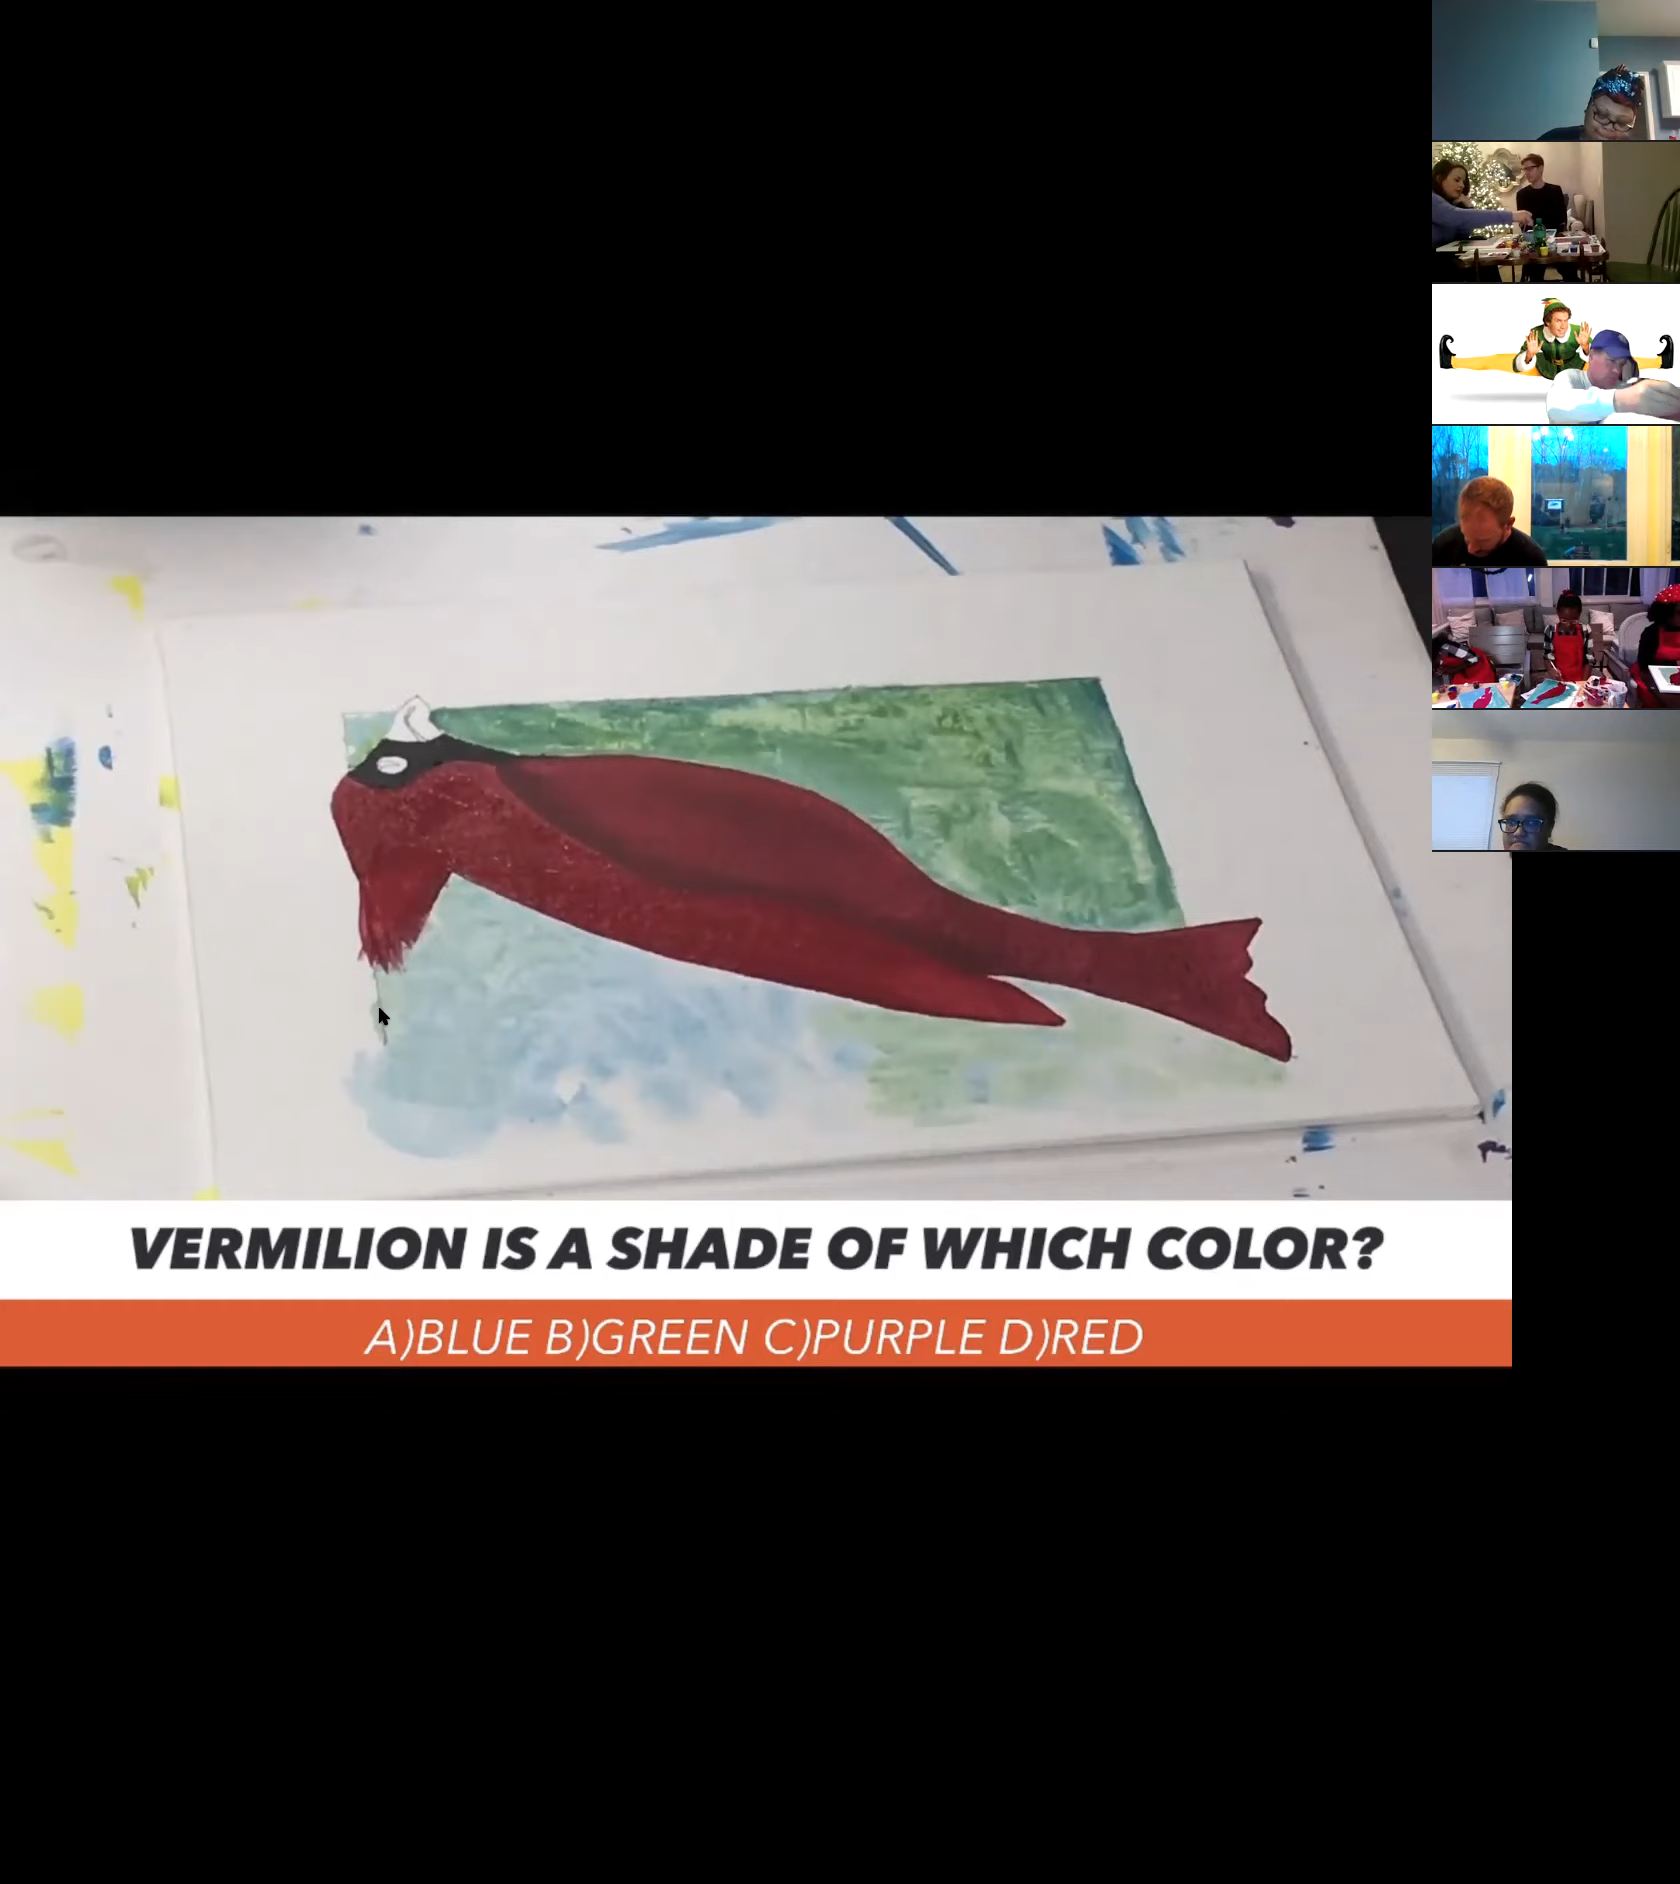 VERMILION IS A SHADE OF WHICH COLOR?
A)BLUE B)GREEN C)PURPLE D)RED